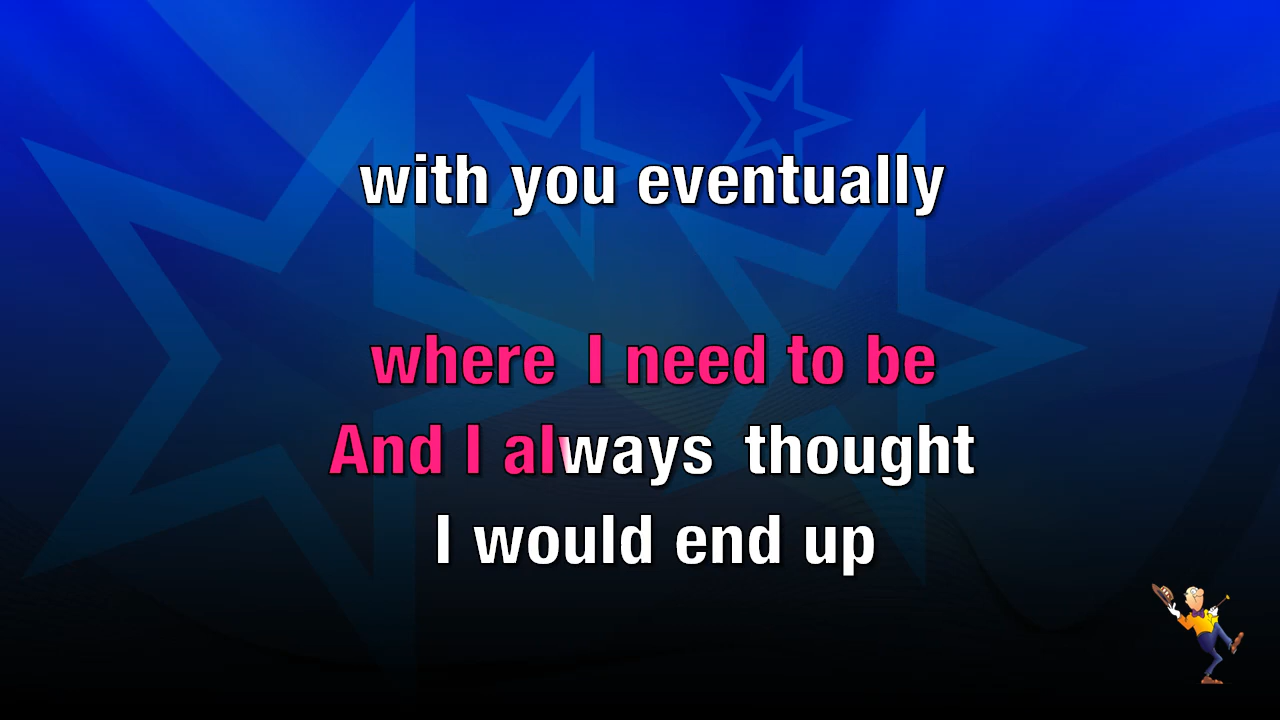 with you eventually
where I need to be
And I always thought
I would end up